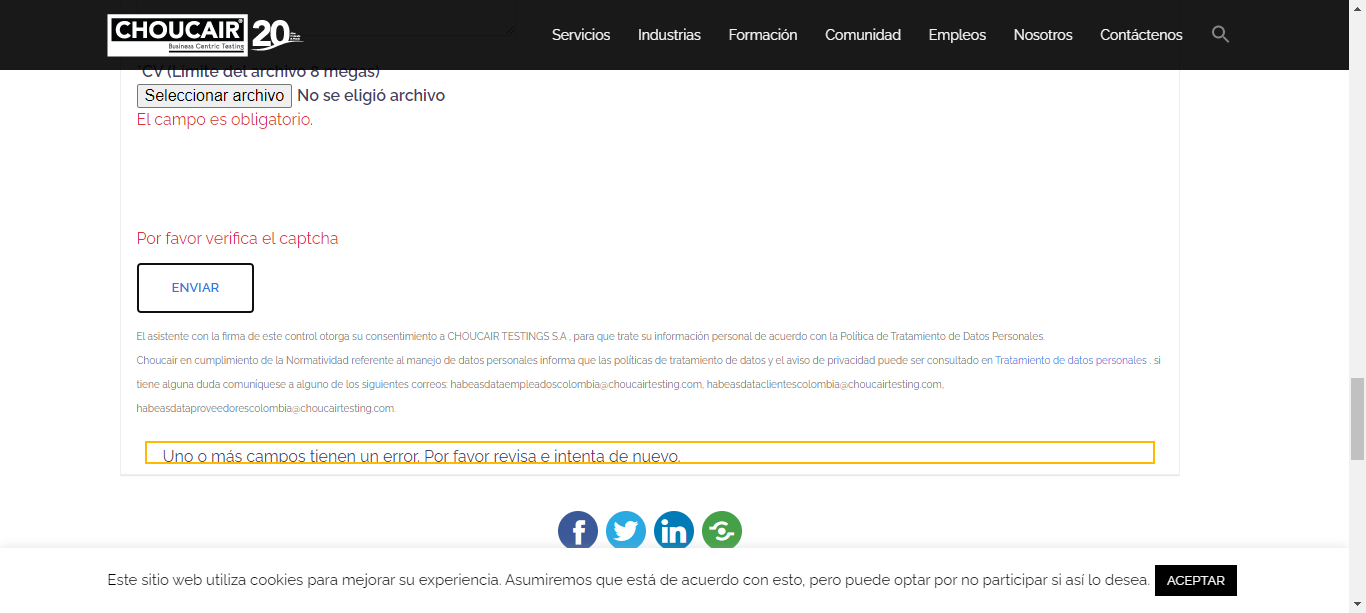 CHOUCAIR
Business Centric Testing
20
Servicios Industrias Formación Comunidad Empleos Nosotros Contáctenos
*CV (Limite del archivo 8 megas)
Seleccionar archivo No se eligió archivo
El campo es obligatorio.
Por favor verifica el captcha
ENVIAR
El asistente con la firma de este control otorga su consentimiento a CHOUCAIR TESTINGS S.A , para que trate su información personal de acuerdo con la Política de Tratamiento de Datos Personales.
Choucair en cumplimiento de la Normatividad referente al manejo de datos personales informa que las políticas de tratamiento de datos y el aviso de privacidad puede ser consultado en Tratamiento de datos personales . si
tiene alguna duda comuníquese a alguno de los siguientes correos: habeasdataempleadoscolombia@choucairtesting.com, habeasdataclientescolombia@choucairtesting.com,
habeasdataproveedorescolombia@choucairtesting.com.
Uno o más campos tienen un error. Por favor revisa e intenta de nuevo.
Este sitio web utiliza cookies para mejorar su experiencia. Asumiremos que está de acuerdo con esto, pero puede optar por no participar si así lo desea. ACEPTAR